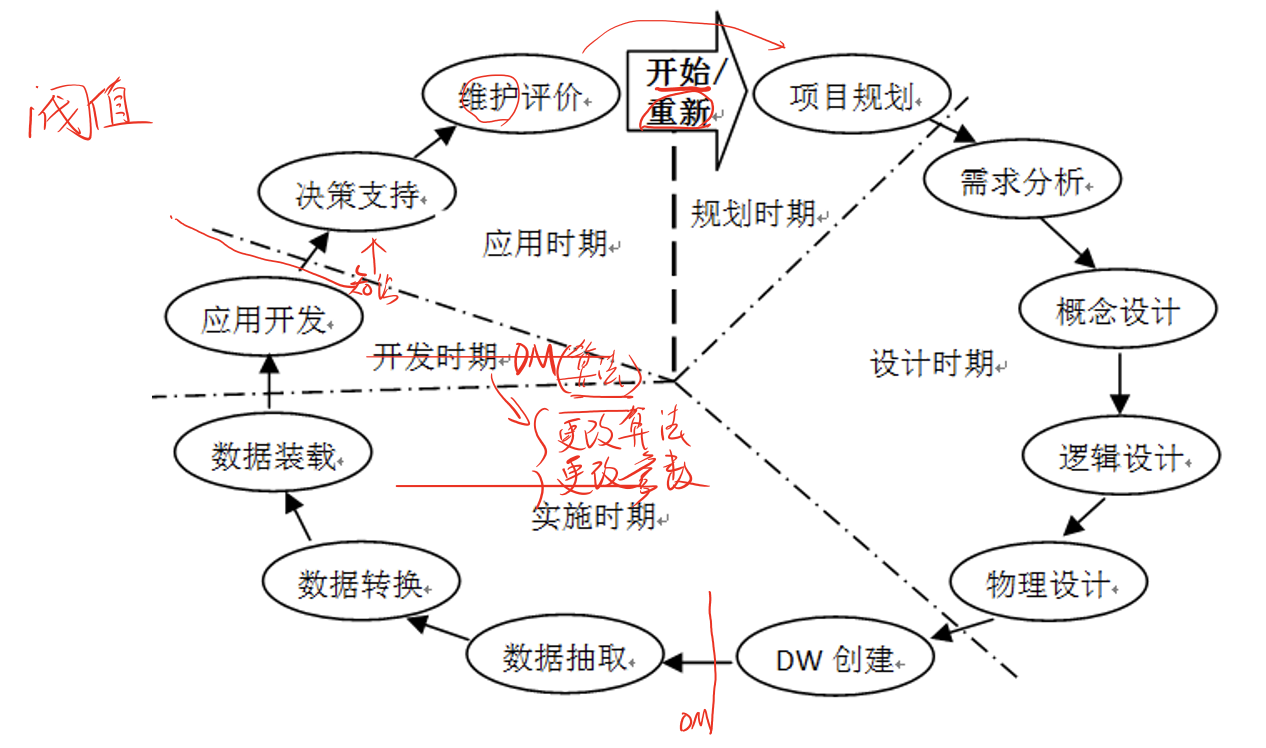 阀值
维护评价
开始/
重新
项目规划
决策支持
需求分析
应用时期
规划时期
知识
应用开发
概念设计
开发时期
DM(算法)
设计时期
更改算法
更改参数
数据装载
逻辑设计
实施时期
数据转换
物理设计
数据抽取
DW 创建
DM